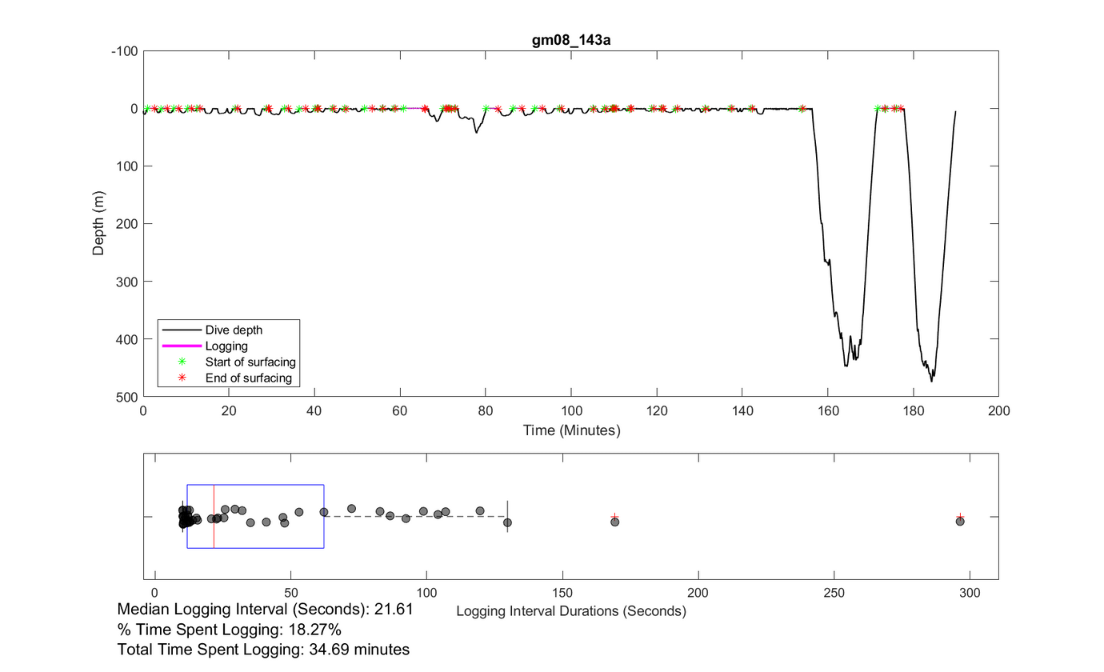 gm08_143a
-100
0
100
200
300
400
500
Depth (m)
Dive depth
Logging
Start of surfacing
End of surfacing
0 20 40 60 80 100 120 140 160 180 200
Time (Minutes)
0 50 100 150 200 250 300
Logging Interval Durations (Seconds)
Median Logging Interval (Seconds): 21.61
% Time Spent Logging: 18.27%
Total Time Spent Logging: 34.69 minutes